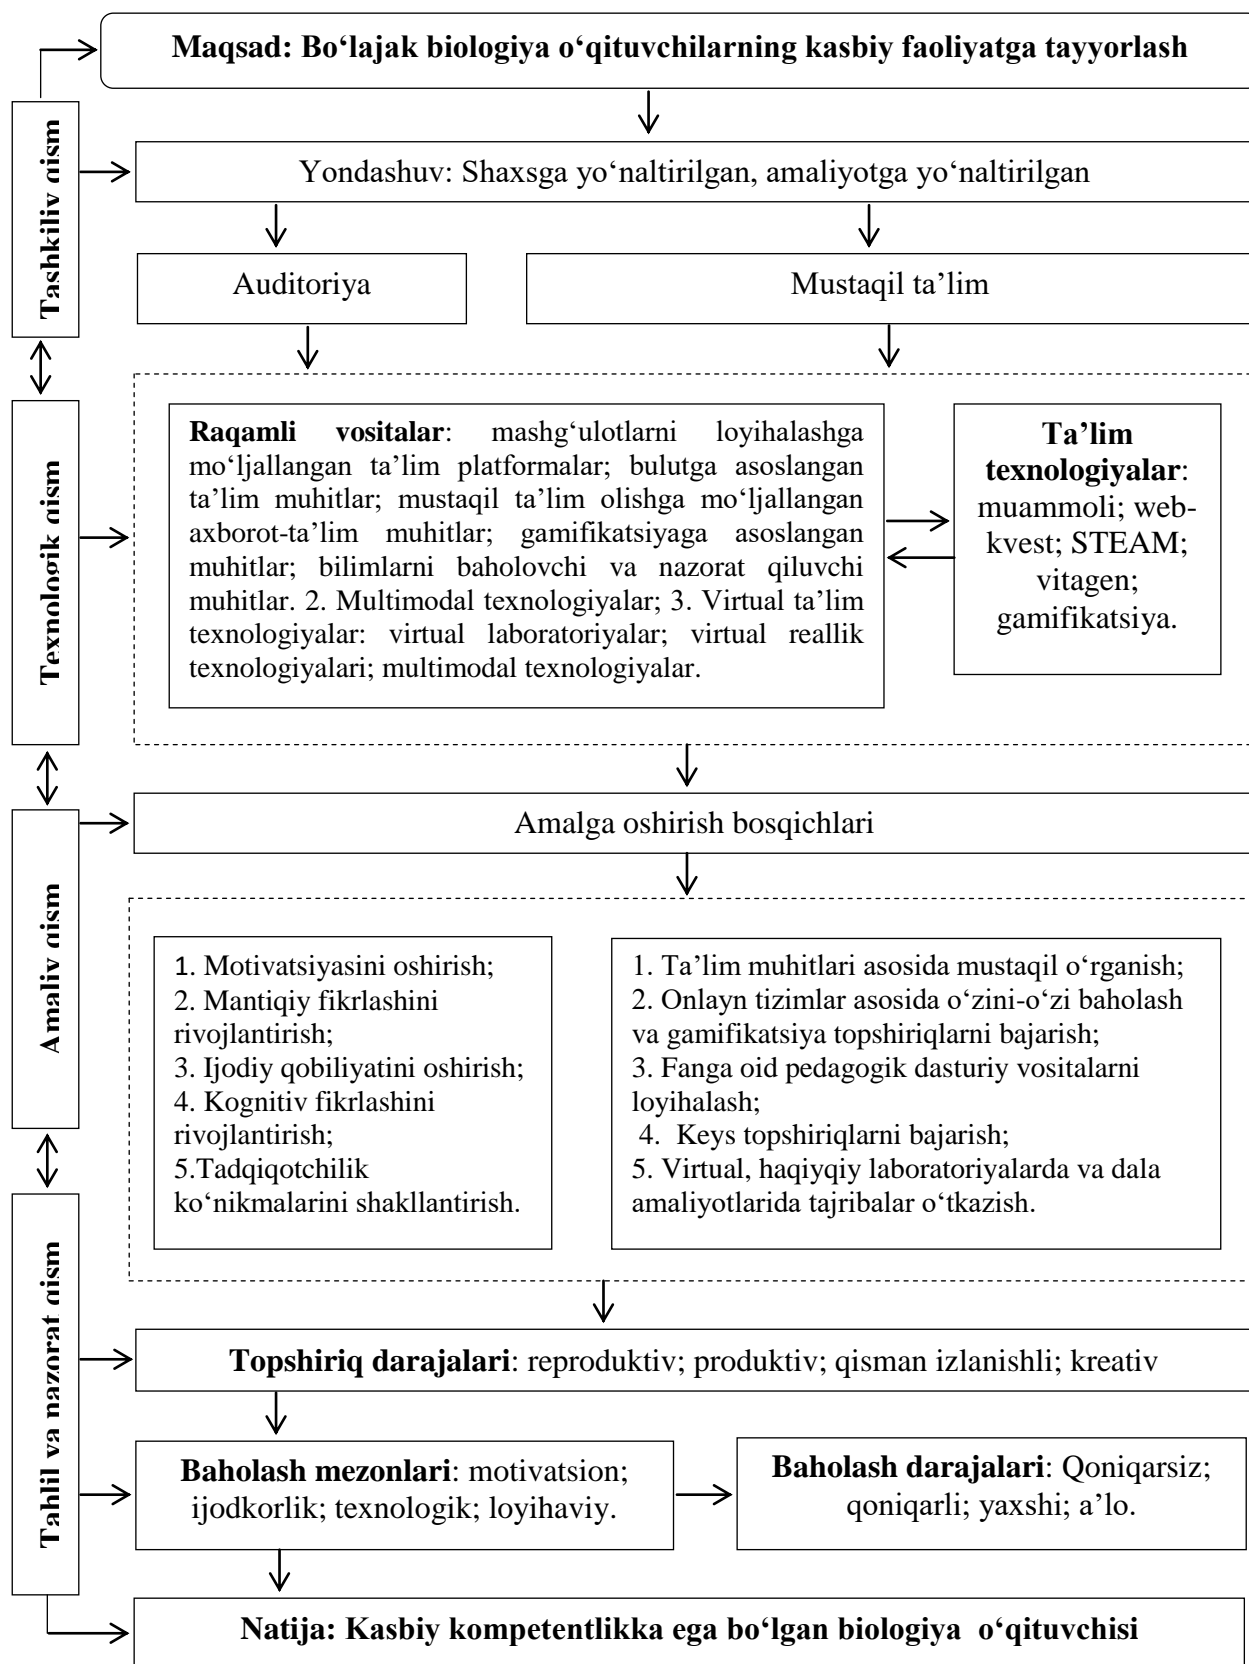 Maqsad: Bo‘lajak biologiya o‘qituvchilarning kasbiy faoliyatga tayyorlash
Tashkiliy qism
Yondashuv: Shaxsga yo‘naltirilgan, amaliyotga yo‘naltirilgan
Auditoriya
Mustaqil ta’lim
Texnologik qism
Raqamli vositalar: mashg‘ulotlarni loyihalashga
mo‘ljallangan ta’lim platformalar; bulutga asoslangan
ta’lim muhitlar; mustaqil ta’lim olishga mo‘ljallangan
axborot-ta’lim muhitlar; gamifikatsiyaga asoslangan
muhitlar; bilimlarni baholovchi va nazorat qiluvchi
muhitlar. 2. Multimodal texnologiyalar; 3. Virtual ta’lim
texnologiyalar: virtual laboratoriyalar; virtual reallik
texnologiyalari; multimodal texnologiyalar.
Ta’lim
texnologiyalar:
muammoli; web-
kvest; STEAM;
vitagen;
gamifikatsiya.
Amaliy qism
Amalga oshirish bosqichlari
1. Motivatsiyasini oshirish;
2. Mantiqiy fikrlashini
rivojlantirish;
3. Ijodiy qobiliyatini oshirish;
4. Kognitiv fikrlashini
rivojlantirish;
5.Tadqiqotchilik
ko‘nikmalarini shakllantirish.
1. Ta’lim muhitlari asosida mustaqil o‘rganish;
2. Onlayn tizimlar asosida o‘zini-o‘zi baholash
va gamifikatsiya topshiriqlarni bajarish;
3. Fanga oid pedagogik dasturiy vositalarni
loyihalash;
4. Keys topshiriqlarni bajarish;
5. Virtual, haqiyqiy laboratoriyalarda va dala
amaliyotlarida tajribalar o‘tkazish.
Tahlil va nazorat qism
Topshiriq darajalari: reproduktiv; produktiv; qisman izlanishli; kreativ
Baholash mezonlari: motivatsion;
ijodkorlik; texnologik; loyihaviy.
Baholash darajalari: Qoniqarsiz;
qoniqarli; yaxshi; a’lo.
Natija: Kasbiy kompetentlikka ega bo‘lgan biologiya o‘qituvchisi